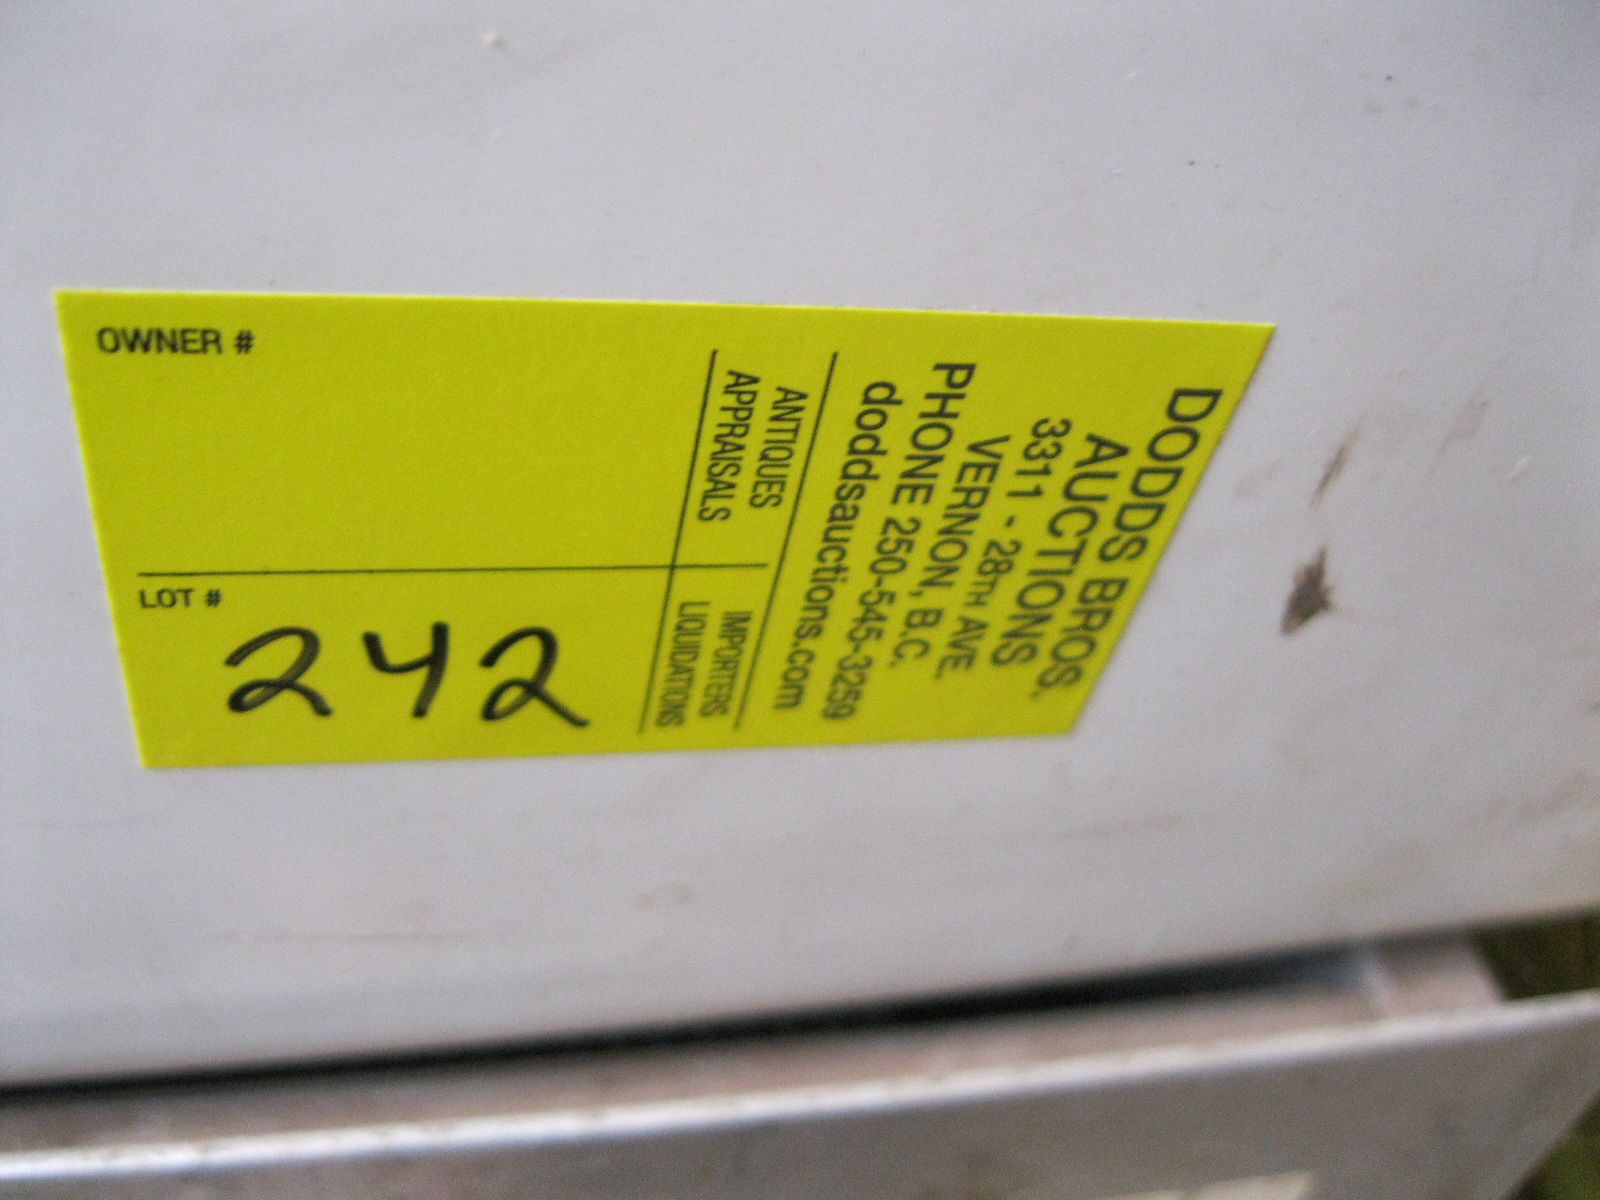 DODDS BROS.
AUCTIONS
3311 - 28TH AVE.
VERNON, B.C.
PHONE 250-545-3259
doddsauctions.com
ANTIQUES
APPRAISALS
IMPORTERS
LIQUIDATIONS
OWNER #
LOT #
242